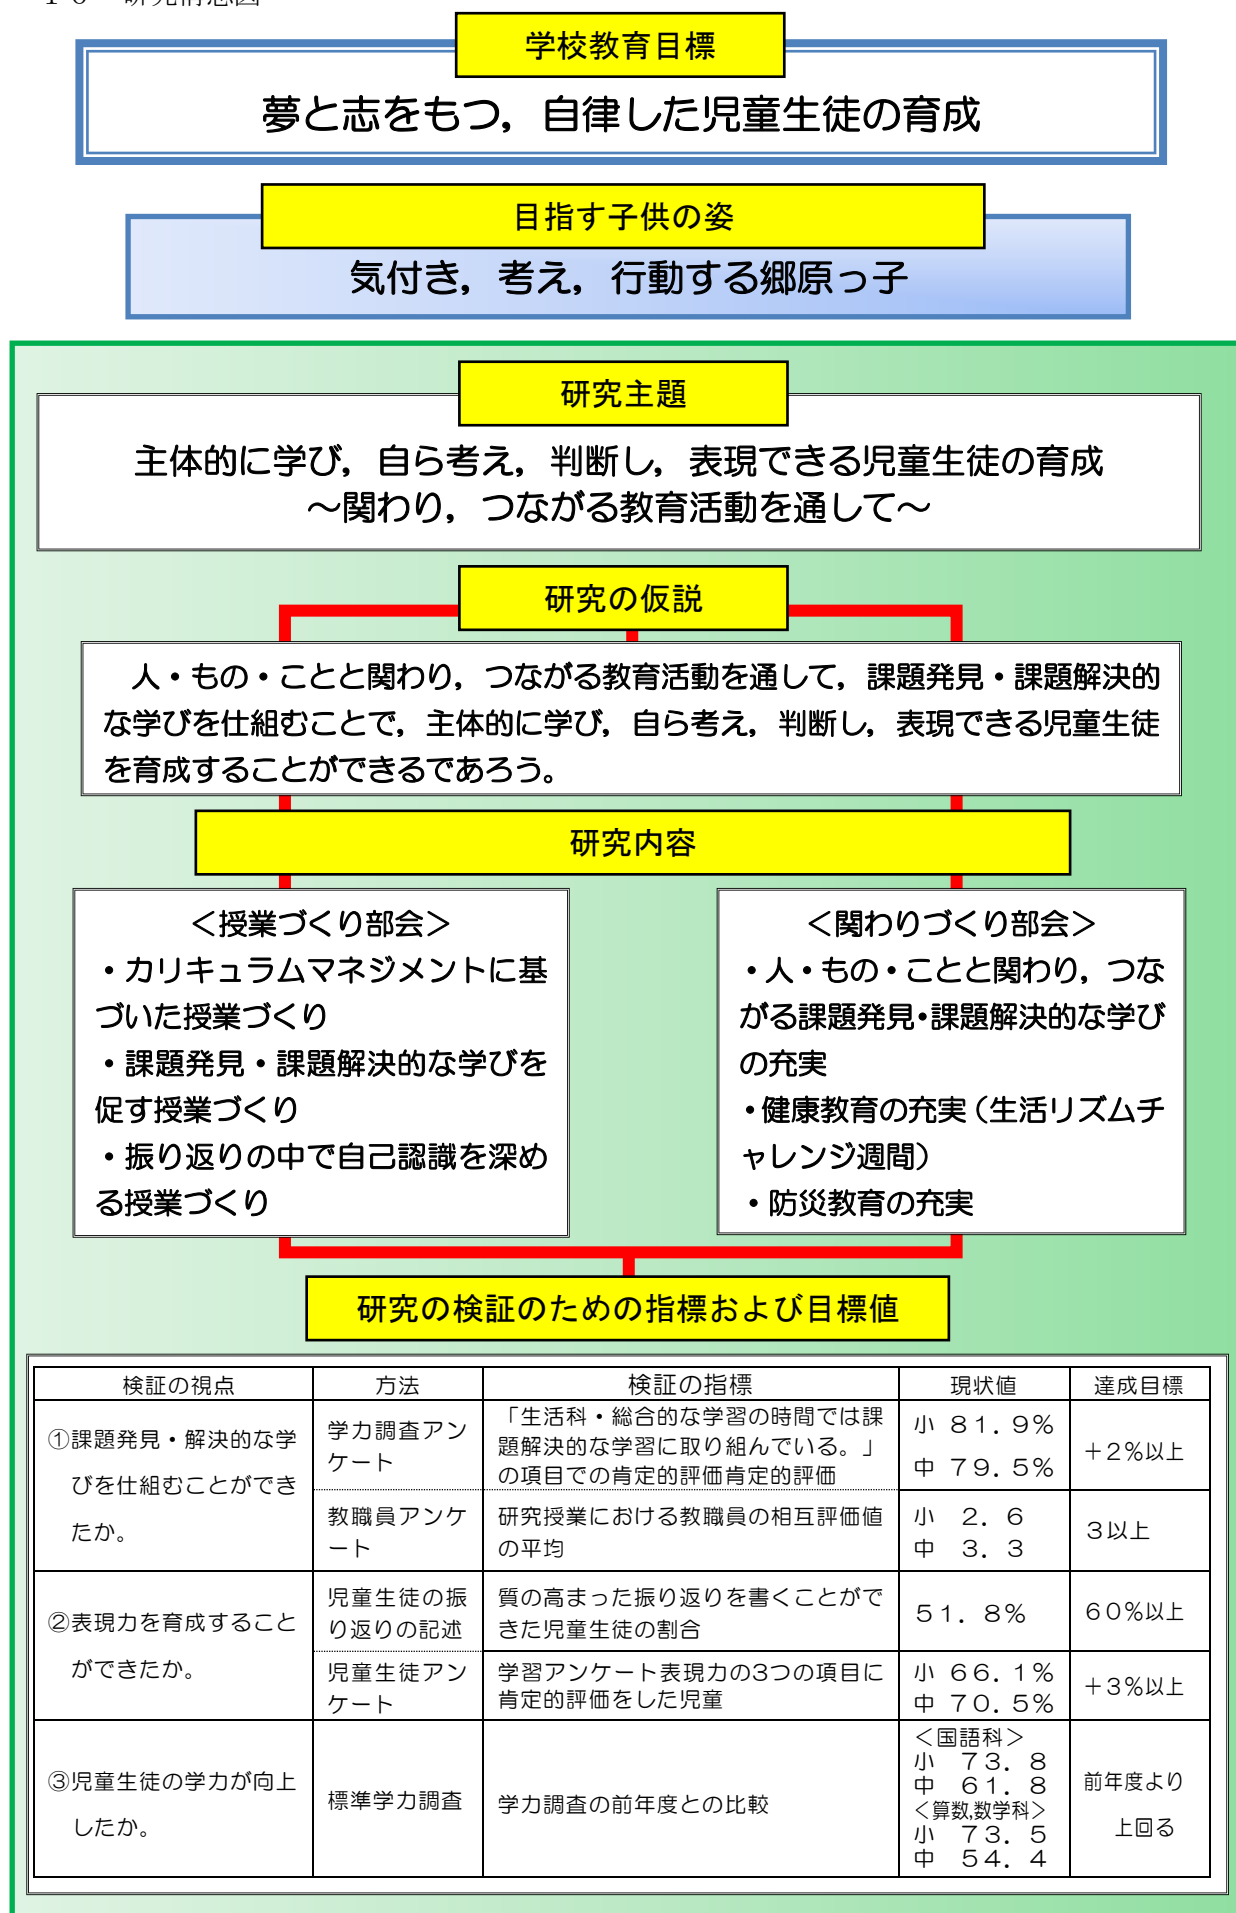 学校教育目標
夢と志をもつ，自律した児童生徒の育成
目指す子供の姿
気付き，考え，行動する郷原っ子
研究主題
主体的に学び，自ら考え，判断し，表現できる児童生徒の育成
～関わり，つながる教育活動を通して～
研究の仮説
人・もの・ことと関わり，つながる教育活動を通して，課題発見・課題解決的
な学びを仕組むことで，主体的に学び，自ら考え，判断し，表現できる児童生徒
を育成することができるであろう。
研究内容
＜授業づくり部会＞
・カリキュラムマネジメントに基
づいた授業づくり
・課題発見・課題解決的な学びを
促す授業づくり
・振り返りの中で自己認識を深め
る授業づくり
＜関わりづくり部会＞
・人・もの・ことと関わり，つな
がる課題発見・課題解決的な学び
の充実
・健康教育の充実（生活リズムチ
ャレンジ週間）
・防災教育の充実
研究の検証のための指標および目標値
検証の視点 方法 検証の指標 現状値 達成目標
①課題発見・解決的な学
びを仕組むことができ
たか。
学力調査アン
ケート
「生活科・総合的な学習の時間では課
題解決的な学習に取り組んでいる。」
の項目での肯定的評価肯定的評価
小 ８１．９％
中 ７９．５％
＋２％以上
教職員アンケ
ート
研究授業における教職員の相互評価値
の平均
小 ２．６
中 ３．３
３以上
②表現力を育成すること
ができたか。
児童生徒の振
り返りの記述
質の高まった振り返りを書くことがで
きた児童生徒の割合
５１．８％
６０％以上
児童生徒アン
ケート
学習アンケート表現力の3つの項目に
肯定的評価をした児童
小 ６６．１％
中 ７０．５％
＋３％以上
③児童生徒の学力が向上
したか。
標準学力調査
学力調査の前年度との比較
＜国語科＞
小 ７３．８
中 ６１．８
＜算数,数学科＞
小 ７３．５
中 ５４．４
前年度より
上回る